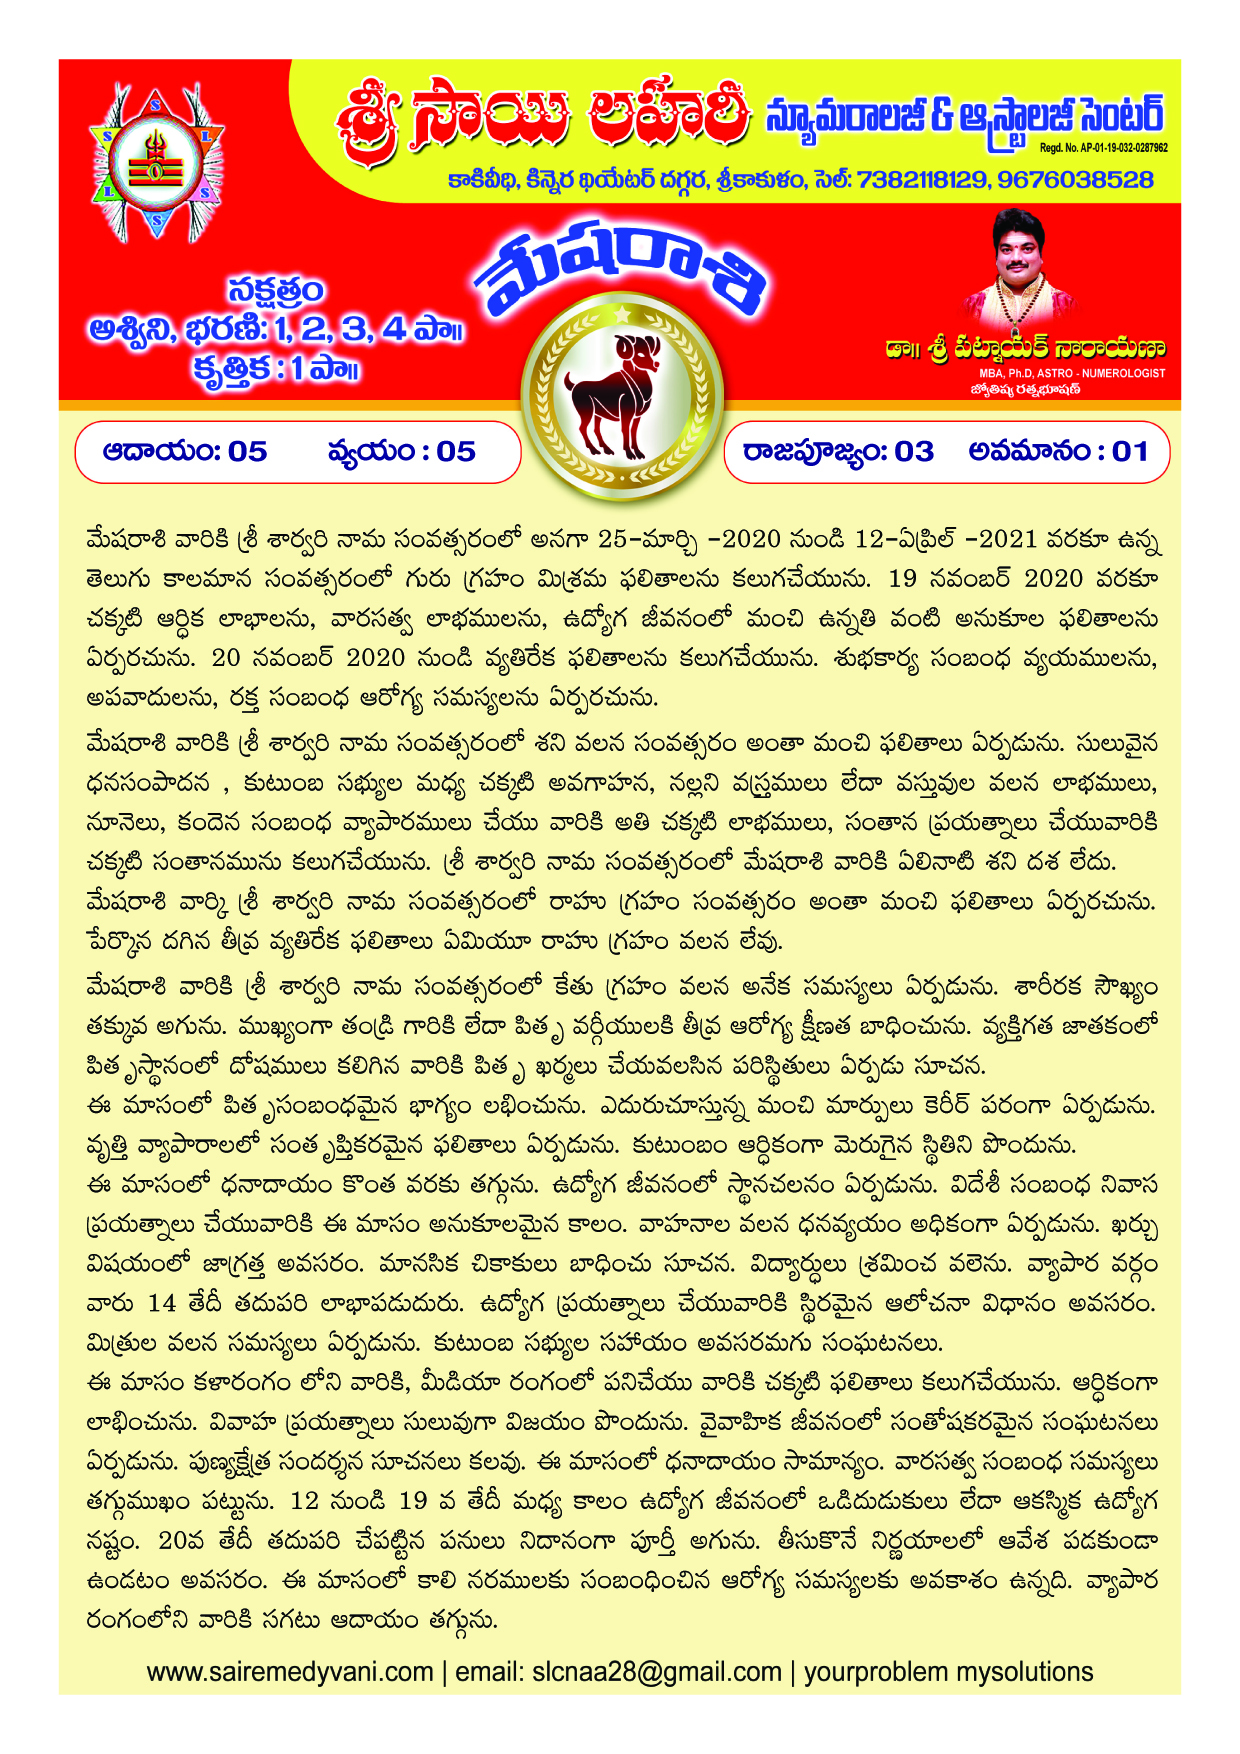 శ్రీ సాయి లహరి న్యూమరాలజీ & ఆస్ట్రాలజీ సెంటర్
Regd. No. AP-01-19-032-0287962
కాకివీధి, కిన్నెర థియేటర్ దగ్గర, శ్రీకాకుళం, సెల్: 7382118129, 9676038528
S
S
L
L
S
S
మేషరాశి
నక్షత్రం
అశ్విని, భరణి: 1, 2, 3, 4 పా॥
కృత్తిక : 1 పా॥
డా॥ శ్రీ పట్నాయక్ నారాయణా
MBA, Ph.D, ASTRO - NUMEROLOGIST
జ్యోతిష్య రత్నభూషణ్
ఆదాయం: 05 వ్యయం : 05
రాజపూజ్యం: 03 అవమానం : 01
మేషరాశి వారికి శ్రీ శార్వరి నామ సంవత్సరంలో అనగా 25-మార్చి -2020 నుండి 12-ఏప్రిల్ -2021 వరకూ ఉన్న
తెలుగు కాలమాన సంవత్సరంలో గురు గ్రహం మిశ్రమ ఫలితాలను కలుగచేయును. 19 నవంబర్ 2020 వరకూ
చక్కటి ఆర్ధిక లాభాలను, వారసత్వ లాభములను, ఉద్యోగ జీవనంలో మంచి ఉన్నతి వంటి అనుకూల ఫలితాలను
ఏర్పరచును. 20 నవంబర్ 2020 నుండి వ్యతిరేక ఫలితాలను కలుగచేయును. శుభకార్య సంబంధ వ్యయములను,
అపవాదులను, రక్త సంబంధ ఆరోగ్య సమస్యలను ఏర్పరచును.
మేషరాశి వారికి శ్రీ శార్వరి నామ సంవత్సరంలో శని వలన సంవత్సరం అంతా మంచి ఫలితాలు ఏర్పడును. సులువైన
ధనసంపాదన , కుటుంబ సభ్యుల మధ్య చక్కటి అవగాహన, నల్లని వస్త్రములు లేదా వస్తువుల వలన లాభములు,
నూనెలు, కందెన సంబంధ వ్యాపారములు చేయు వారికి అతి చక్కటి లాభములు, సంతాన ప్రయత్నాలు చేయువారికి
చక్కటి సంతానమును కలుగచేయును. శ్రీ శార్వరి నామ సంవత్సరంలో మేషరాశి వారికి ఏలినాటి శని దశ లేదు.
మేషరాశి వార్కి శ్రీ శార్వరి నామ సంవత్సరంలో రాహు గ్రహం సంవత్సరం అంతా మంచి ఫలితాలు ఏర్పరచును.
పేర్కొన దగిన తీవ్ర వ్యతిరేక ఫలితాలు ఏమియూ రాహు గ్రహం వలన లేవు.
మేషరాశి వారికి శ్రీ శార్వరి నామ సంవత్సరంలో కేతు గ్రహం వలన అనేక సమస్యలు ఏర్పడును. శారీరక సౌఖ్యం
తక్కువ అగును. ముఖ్యంగా తండ్రి గారికి లేదా పితృ వర్గీయులకి తీవ్ర ఆరోగ్య క్షీణత బాధించును. వ్యక్తిగత జాతకంలో
పితృస్థానంలో దోషములు కలిగిన వారికి పితృ ఖర్మలు చేయవలసిన పరిస్థితులు ఏర్పడు సూచన.
ఈ మాసంలో పితృసంబంధమైన భాగ్యం లభించును. ఎదురుచూస్తున్న మంచి మార్పులు కెరీర్ పరంగా ఏర్పడును.
వృత్తి వ్యాపారాలలో సంతృప్తికరమైన ఫలితాలు ఏర్పడును. కుటుంబం ఆర్ధికంగా మెరుగైన స్థితిని పొందును.
ఈ మాసంలో ధనాదాయం కొంత వరకు తగ్గును. ఉద్యోగ జీవనంలో స్థానచలనం ఏర్పడును. విదేశీ సంబంధ నివాస
ప్రయత్నాలు చేయువారికి ఈ మాసం అనుకూలమైన కాలం. వాహనాల వలన ధనవ్యయం అధికంగా ఏర్పడును. ఖర్చు
విషయంలో జాగ్రత్త అవసరం. మానసిక చికాకులు బాధించు సూచన. విద్యార్ధులు శ్రమించ వలెను. వ్యాపార వర్గం
వారు 14 తేదీ తదుపరి లాభాపడుదురు. ఉద్యోగ ప్రయత్నాలు చేయువారికి స్థిరమైన ఆలోచనా విధానం అవసరం.
మిత్రుల వలన సమస్యలు ఏర్పడును. కుటుంబ సభ్యుల సహాయం అవసరమగు సంఘటనలు.
ఈ మాసం కళారంగం లోని వారికి, మీడియా రంగంలో పనిచేయు వారికి చక్కటి ఫలితాలు కలుగచేయును. ఆర్ధికంగా
లాభించును. వివాహ ప్రయత్నాలు సులువుగా విజయం పొందును. వైవాహిక జీవనంలో సంతోషకరమైన సంఘటనలు
ఏర్పడును. పుణ్యక్షేత్ర సందర్శన సూచనలు కలవు. ఈ మాసంలో ధనాదాయం సామాన్యం. వారసత్వ సంబంధ సమస్యలు
తగ్గుముఖం పట్టును. 12 నుండి 19 వ తేదీ మధ్య కాలం ఉద్యోగ జీవనంలో ఒడిదుడుకులు లేదా ఆకస్మిక ఉద్యోగ
నష్టం. 20వ తేదీ తదుపరి చేపట్టిన పనులు నిదానంగా పూర్తీ అగును. తీసుకొనే నిర్ణయాలలో ఆవేశ పడకుండా
ఉండటం అవసరం. ఈ మాసంలో కాలి నరములకు సంబంధించిన ఆరోగ్య సమస్యలకు అవకాశం ఉన్నది. వ్యాపార
రంగంలోని వారికి సగటు ఆదాయం తగ్గును.
www.sairemedyvani.com | email: slcnaa28@gmail.com | yourproblem mysolutions